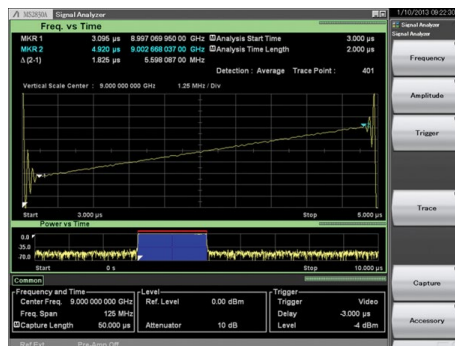 MS2850A Signal Analyzer
1/10/2013 09:22:30
Freq. vs Time
MKR 1 3.095 µs 8.997 069 950 00 GHz Analysis Start Time 3.000 µs
MKR 2 4.920 µs 9.002 668 037 00 GHz Analysis Time Length 2.000 µs
Δ (2-1) 1.825 µs 5.598 087 00 MHz
Detection : Average Trace Point : 401
Vertical Scale Center : 9.000 000 000 GHz 1.25 MHz / Div
Start 3.000 µs Stop 5.000 µs
Power vs Time
0.0
-35.0
-70.0
Start 0 s Stop 10.000 µs
Common
Frequency and Time
Center Freq. 9.000 000 000 GHz
Freq. Span 125 MHz
Capture Length 50.000 µs
Level
Ref. Level 0.00 dBm
Attenuator 10 dB
Trigger
Trigger Video
Delay -3.000 µs
Level -4 dBm
Ref.Ext Pre-Amp Off
Signal Analyzer
Signal Analyzer
Frequency
Amplitude
Trigger
Trace
Capture
Accessory